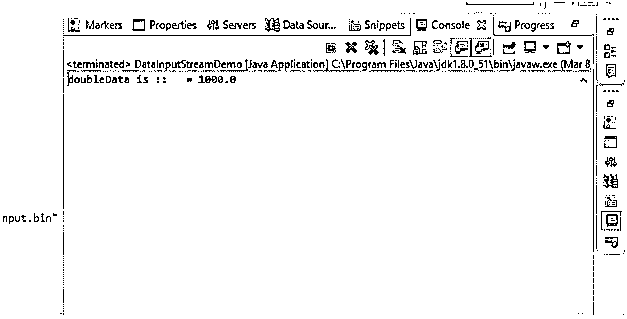 Markers Properties Servers Data Sour... Snippets Console Progress
<terminated> DataInputStreamDemo [Java Application] C:\Program Files\Java\jdk1.8.0_51\bin\javaw.exe (Mar 8
doubleData is :: = 1000.0
nput.bin"